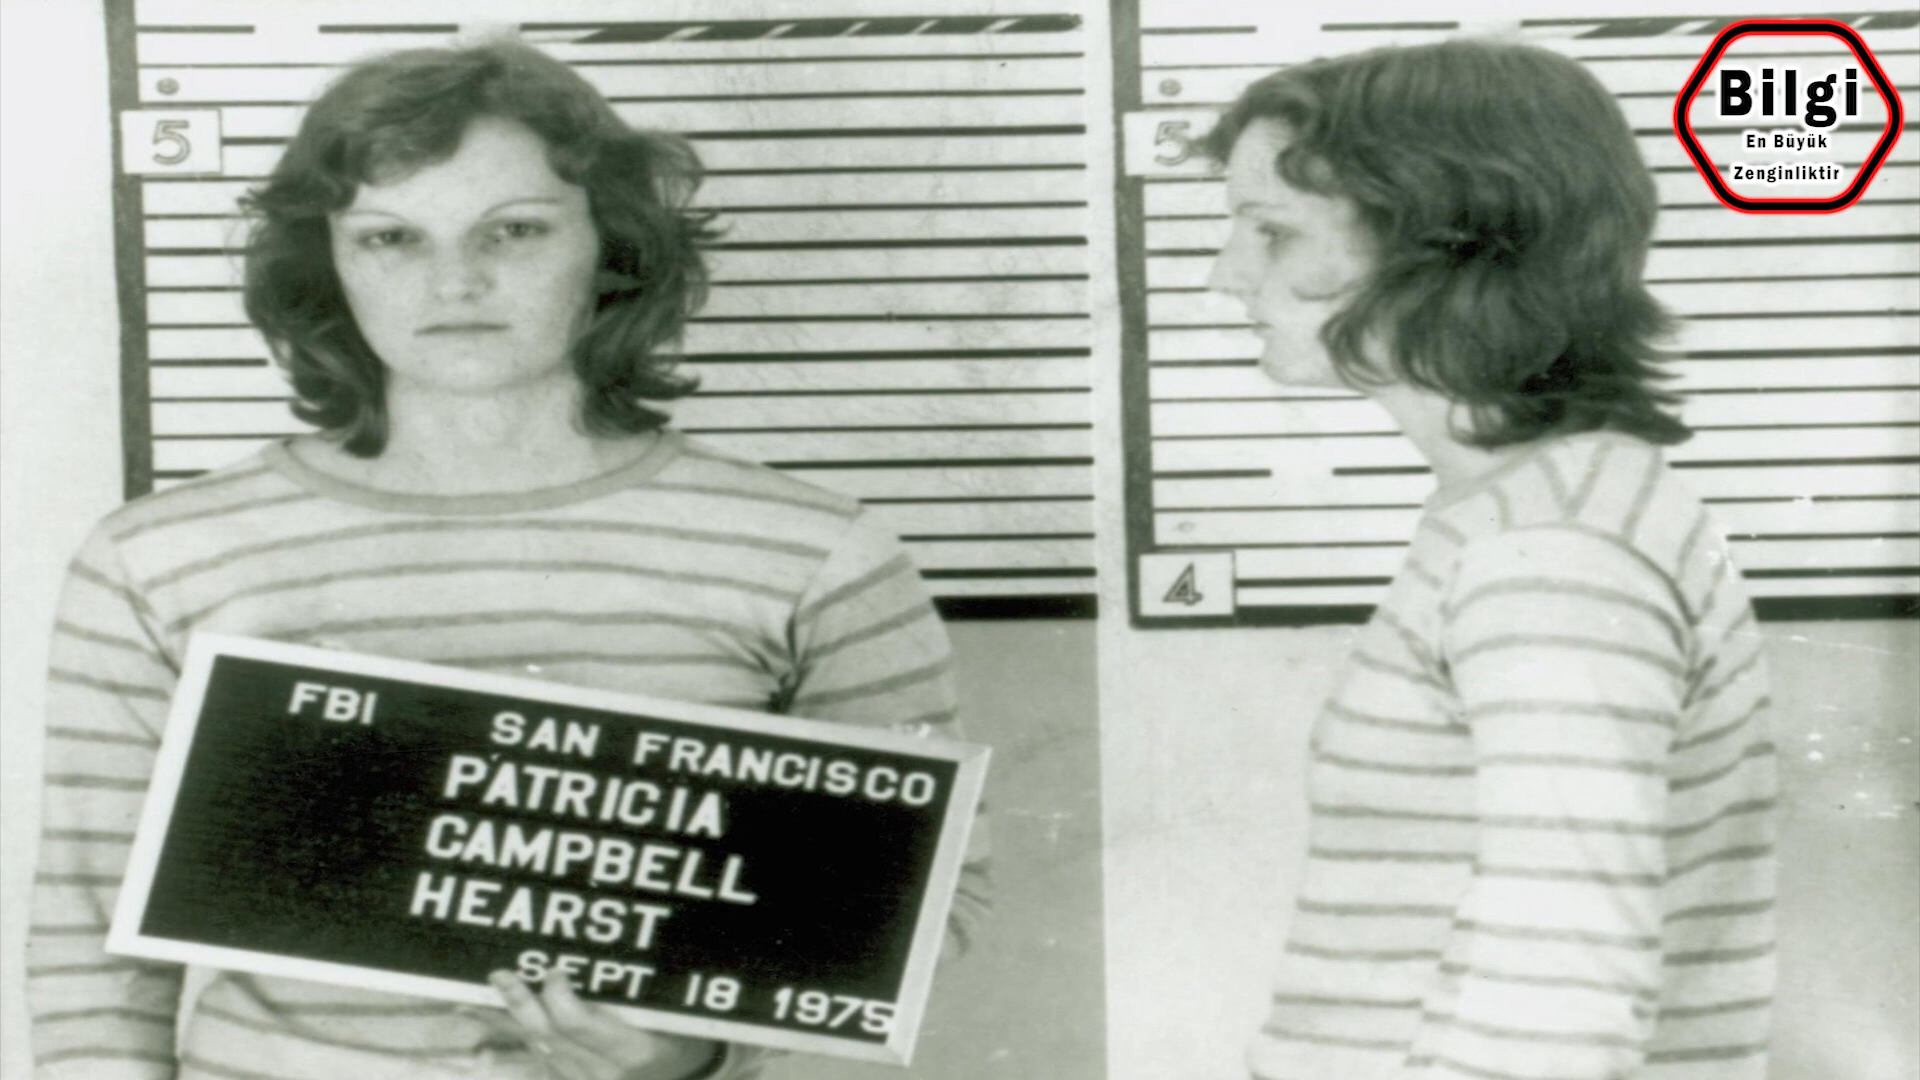 5
5
Bilgi
En Büyük
Zenginliktir
4
FBI SAN FRANCISCO
PATRICIA
CAMPBELL
HEARST
SEPT 18 1975